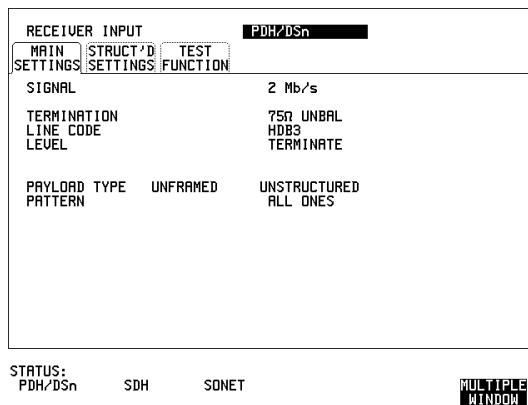 RECEIVER INPUT PDH/DSn
MAIN SETTINGS STRUCT'D SETTINGS TEST FUNCTION
SIGNAL 2 Mb/s
TERMINATION 75Ω UNBAL
LINE CODE HDB3
LEVEL TERMINATE
PAYLOAD TYPE UNFRAMED UNSTRUCTURED
PATTERN ALL ONES
STATUS:
PDH/DSn SDH SONET MULTIPLE WINDOW